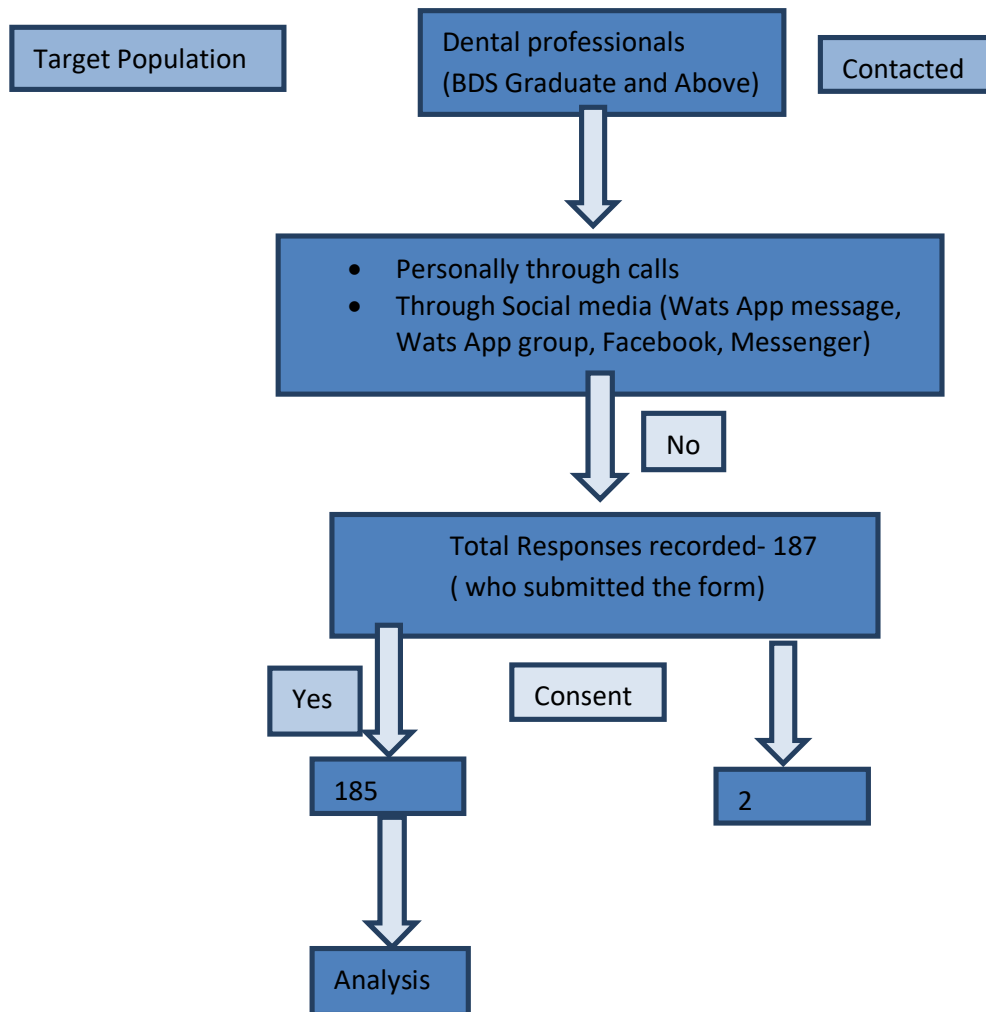 Target Population
Dental professionals
(BDS Graduate and Above)
Contacted
• Personally through calls
• Through Social media (Wats App message,
Wats App group, Facebook, Messenger)
No
Total Responses recorded- 187
( who submitted the form)
Yes
Consent
185
2
Analysis